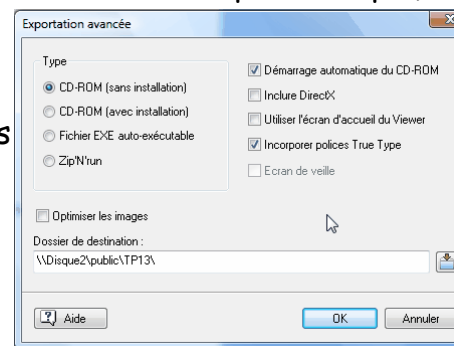 Exportation avancée
Type
CD-ROM (sans installation)
CD-ROM (avec installation)
Fichier EXE auto-exécutable
Zip'N'run
Démarrage automatique du CD-ROM
Inclure DirectX
Utiliser l'écran d'accueil du Viewer
Incorporer polices True Type
Ecran de veille
Optimiser les images
Dossier de destination :
\\Disque2\public\TP13\
Aide
OK
Annuler